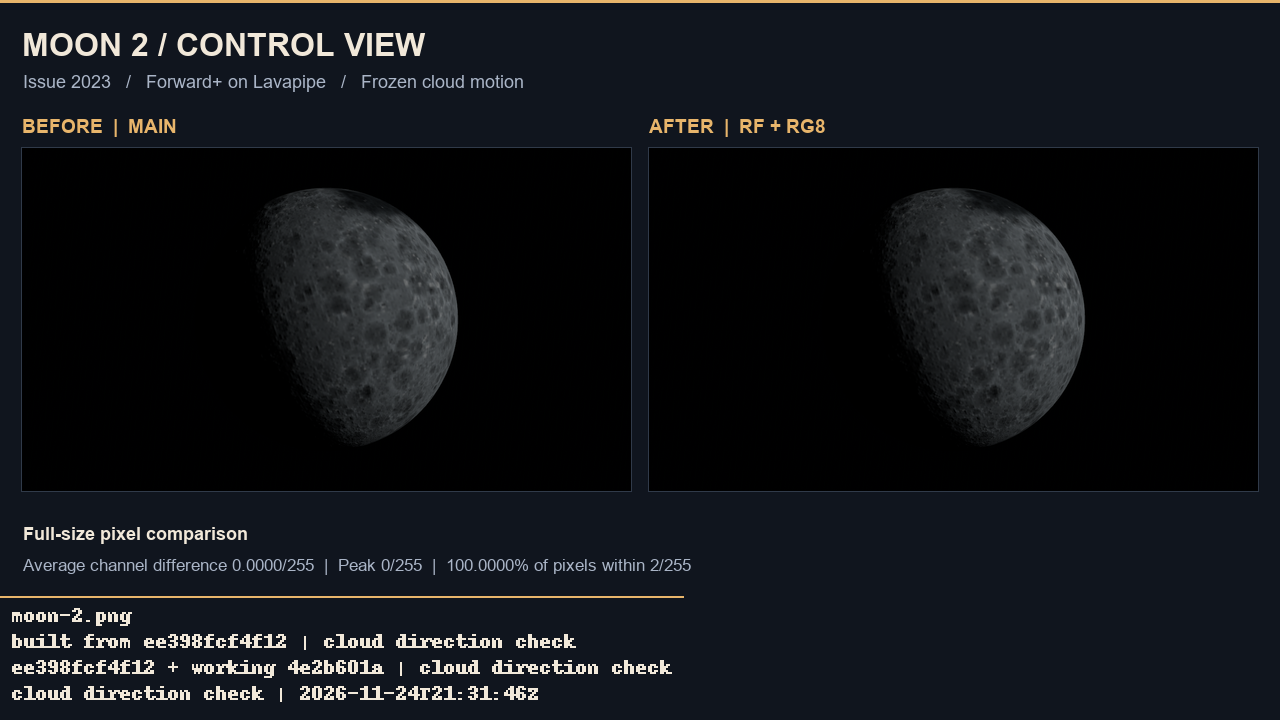 MOON 2 / CONTROL VIEW
Issue 2023 / Forward+ on Lavapipe / Frozen cloud motion
BEFORE | MAIN
AFTER | RF + RG8
Full-size pixel comparison
Average channel difference 0.0000/255 | Peak 0/255 | 100.0000% of pixels within 2/255
moon-2.png
built from ee398fcf4f12 | cloud direction check
ee398fcf4f12 + working 4e2b601a | cloud direction check
cloud direction check | 2026-11-24T21:31:46Z